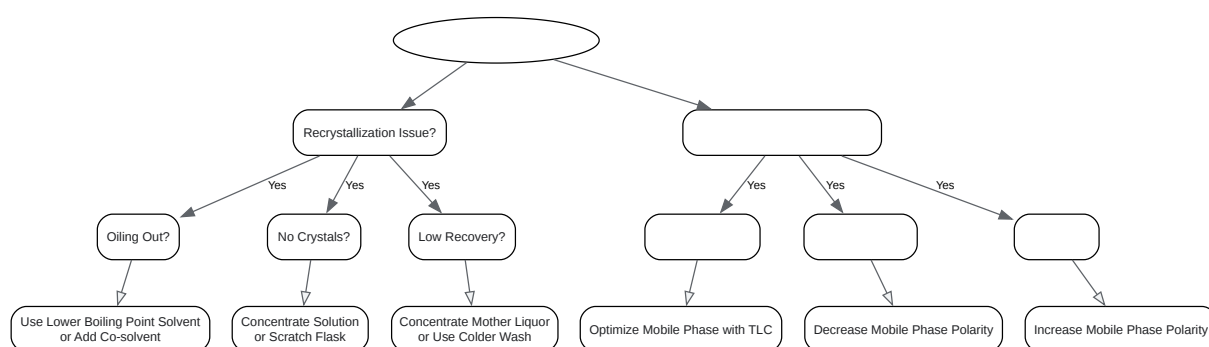 Recrystallization Issue?
Yes
Yes
Yes
Yes
Yes
Yes
Oiling Out?
No Crystals?
Low Recovery?
Use Lower Boiling Point Solvent
or Add Co-solvent
Concentrate Solution
or Scratch Flask
Concentrate Mother Liquor
or Use Colder Wash
Optimize Mobile Phase with TLC
Decrease Mobile Phase Polarity
Increase Mobile Phase Polarity